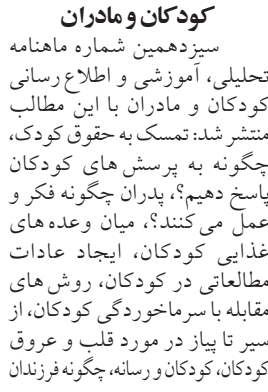 کودکان و مادران
سیزدهمین شماره ماهنامه
تحلیلی، آموزشی و اطلاع رسانی
کودکان و مادران با این مطالب
منتشر شد: تمسک به حقوق کودک،
چگونه به پرسش های کودکان
پاسخ دهیم؟، پدران چگونه فکر و
عمل می کنند؟، میان وعده های
غذایی کودکان، ایجاد عادات
مطالعاتی در کودکان، روش های
مقابله با سرماخوردگی کودکان، از
سیر تا پیاز در مورد قلب و عروق
کودکان، کودکان و رسانه، چگونه فرزندان